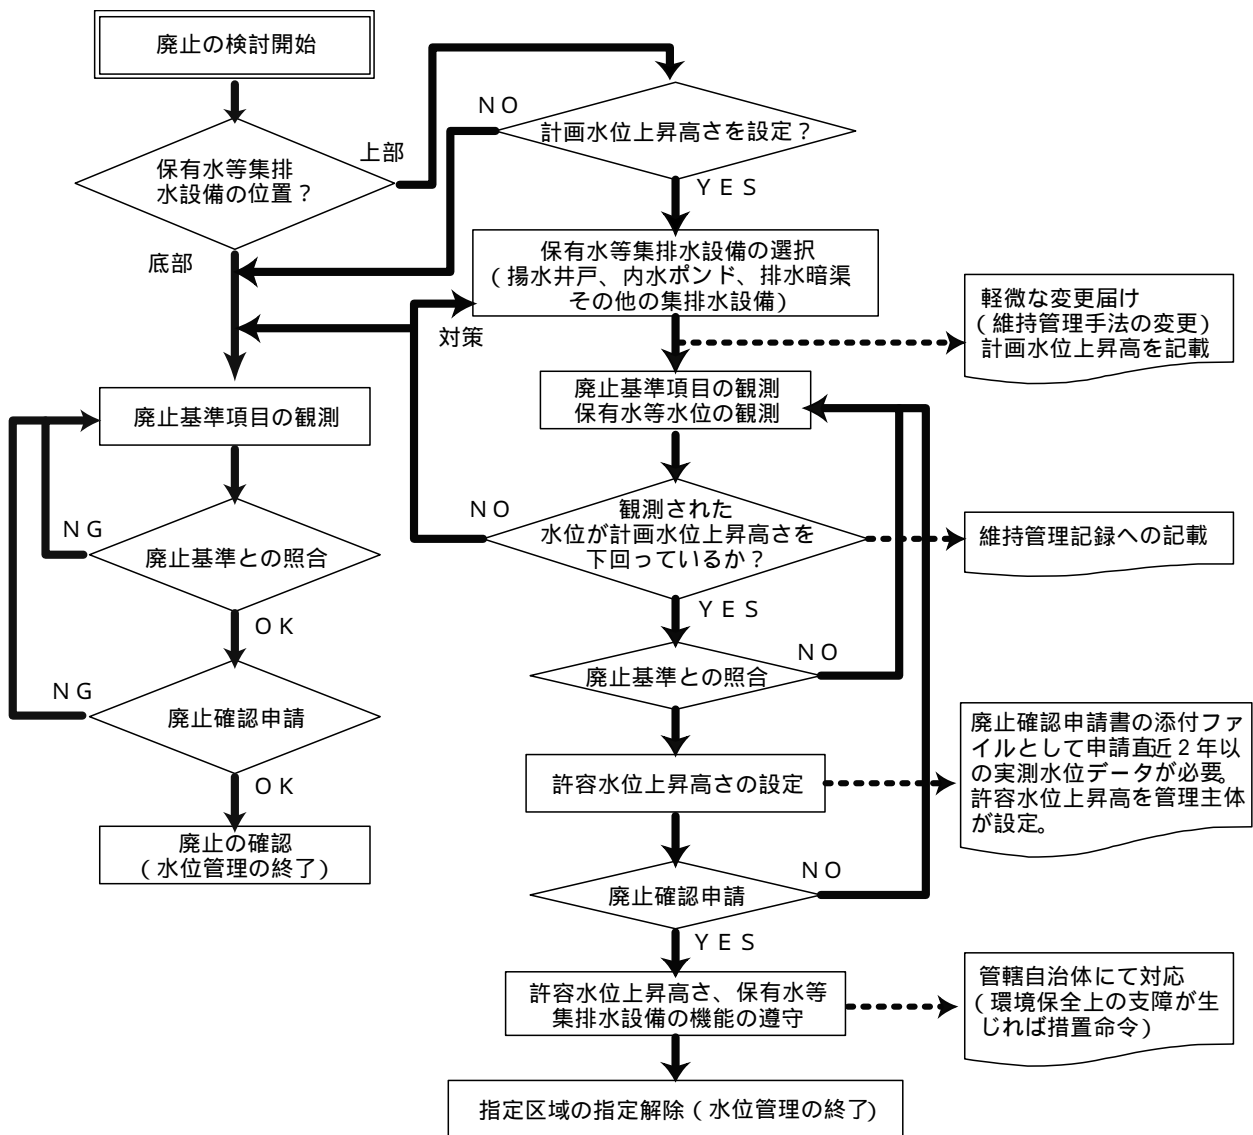 廃止の検討開始
保有水等集排
水設備の位置？
上部
底部
ＮＯ
計画水位上昇高さを設定？
ＹＥＳ
保有水等集排水設備の選択
（揚水井戸、内水ポンド、排水暗渠
その他の集排水設備）
対策
軽微な変更届け
（維持管理手法の変更）
計画水位上昇高を記載
廃止基準項目の観測
保有水等水位の観測
廃止基準項目の観測
ＮＯ
観測された
水位が計画水位上昇高さを
下回っているか？
維持管理記録への記載
ＮＧ
廃止基準との照合
ＯＫ
ＹＥＳ
廃止基準との照合
ＮＯ
ＮＧ
廃止確認申請
ＯＫ
廃止の確認
（水位管理の終了）
許容水位上昇高さの設定
廃止確認申請書の添付ファ
イルとして申請直近２年以
の実測水位データが必要。
許容水位上昇高を管理主体
が設定。
ＮＯ
廃止確認申請
ＹＥＳ
許容水位上昇高さ、保有水等
集排水設備の機能の遵守
管轄自治体にて対応
（環境保全上の支障が生
じれば措置命令）
指定区域の指定解除（水位管理の終了）